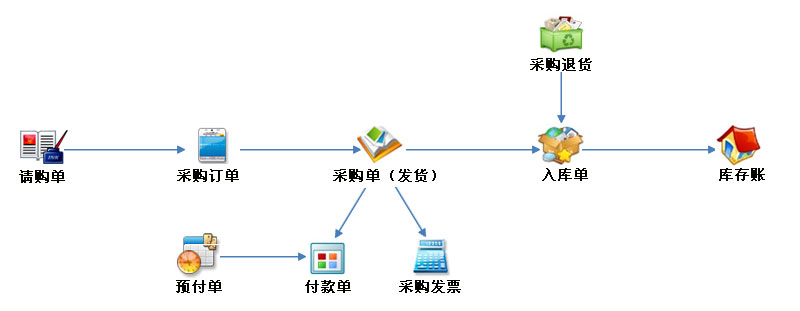 采购退货
请购单
采购订单
采购单（发货）
入库单
库存账
预付单
付款单
采购发票